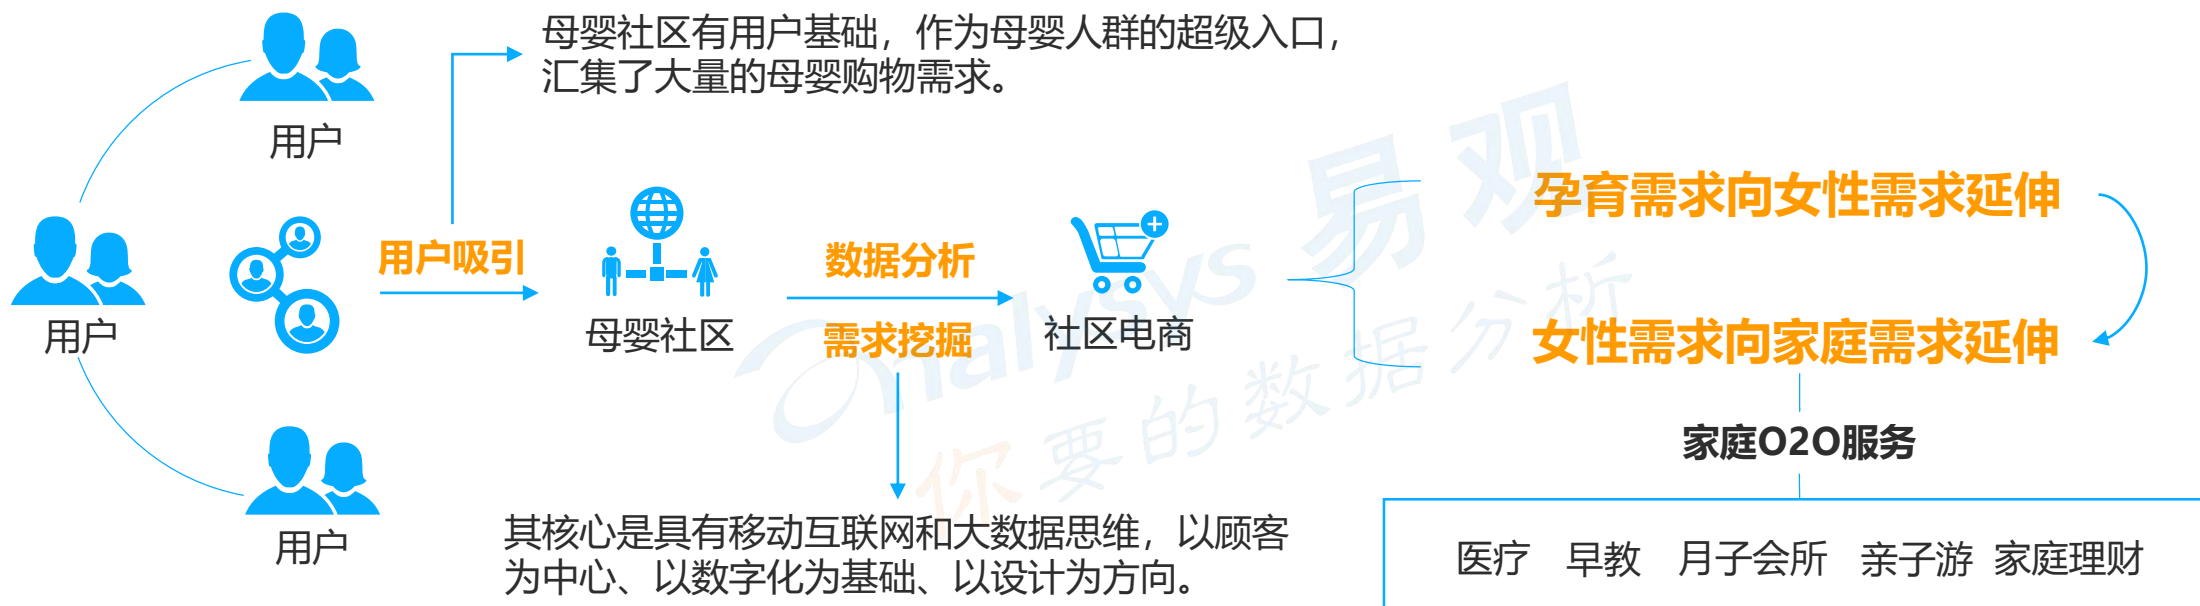 母婴社区有用户基础，作为母婴人群的超级入口，
汇集了大量的母婴购物需求。
用户
用户
用户
用户吸引
母婴社区
数据分析
需求挖掘
社区电商
孕育需求向女性需求延伸
女性需求向家庭需求延伸
家庭O2O服务
医疗 早教 月子会所 亲子游 家庭理财
其核心是具有移动互联网和大数据思维，以顾客
为中心、以数字化为基础、以设计为方向。
analysys 易观
你要的数据分析